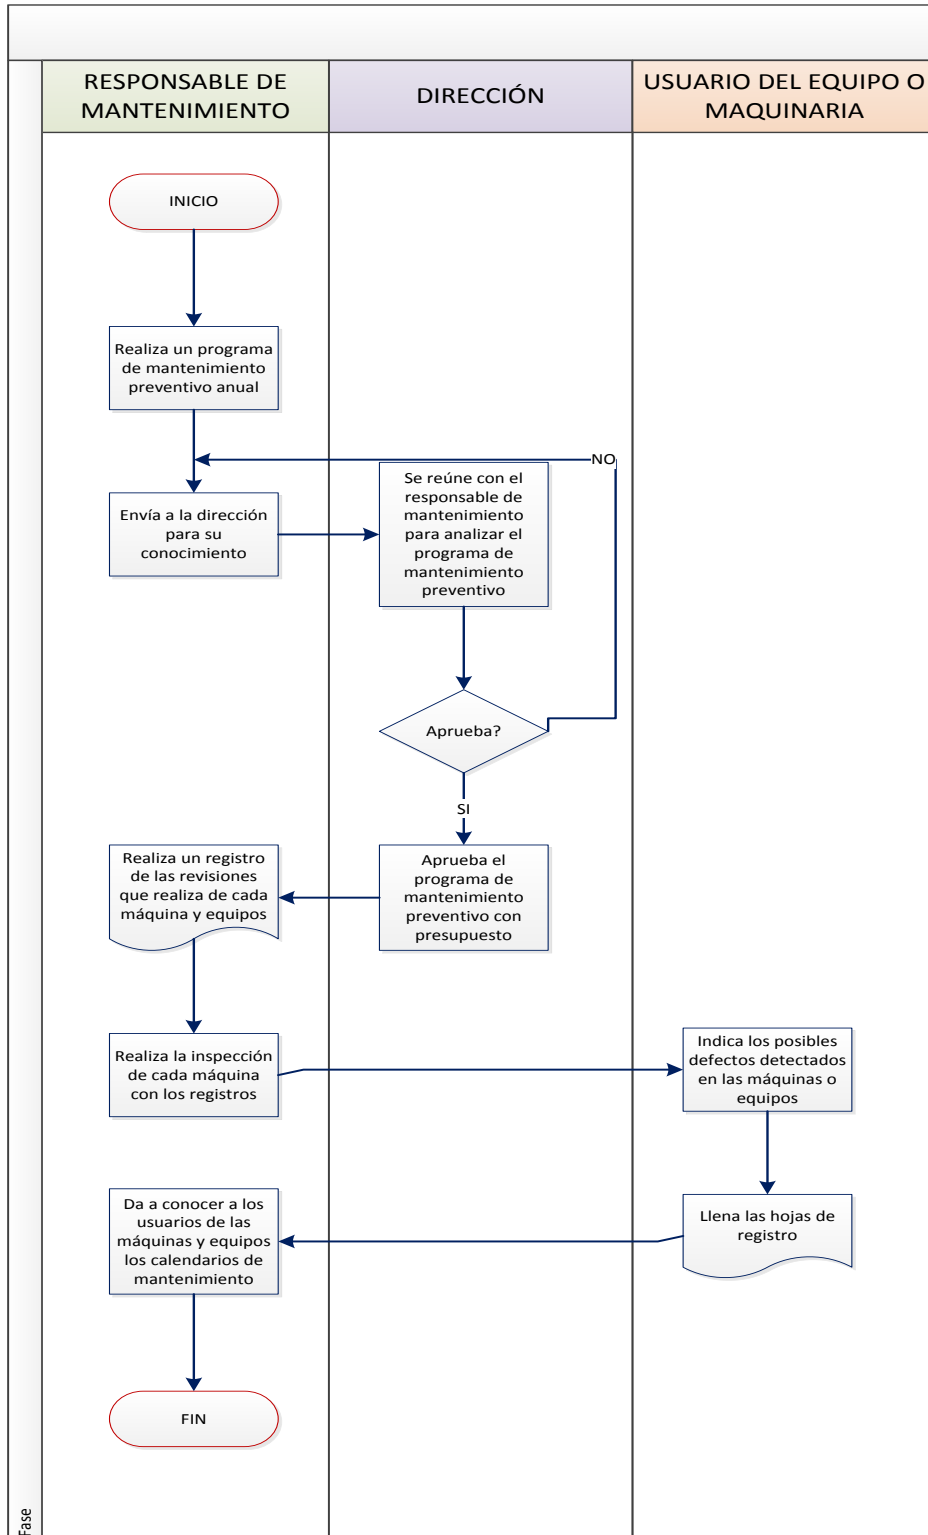 RESPONSABLE DE
MANTENIMIENTO
DIRECCIÓN
USUARIO DEL EQUIPO O
MAQUINARIA
INICIO
Realiza un programa
de mantenimiento
preventivo anual
NO
Envía a la dirección
para su
conocimiento
Se reúne con el
responsable de
mantenimiento
para analizar el
programa de
mantenimiento
preventivo
Aprueba?
SI
Aprueba el
programa de
mantenimiento
preventivo con
presupuesto
Realiza un registro
de las revisiones
que realiza de cada
máquina y equipos
Realiza la inspección
de cada máquina
con los registros
Indica los posibles
defectos detectados
en las máquinas o
equipos
Llena las hojas de
registro
Da a conocer a los
usuarios de las
máquinas y equipos
los calendarios de
mantenimiento
FIN
Fase